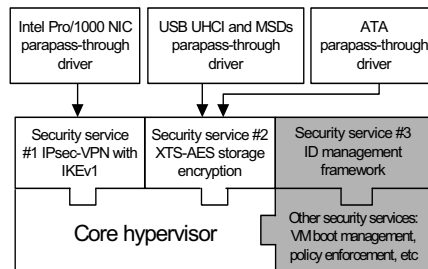 Intel Pro/1000 NIC
parapass-through
driver
USB UHCI and MSDs
parapass-through
driver
ATA
parapass-through
driver
Security service
#1 IPsec-VPN with
IKEv1
Security service #2
XTS-AES storage
encryption
Security service #3
ID management
framework
Core hypervisor
Other security services:
VM boot management,
policy enforcement, etc